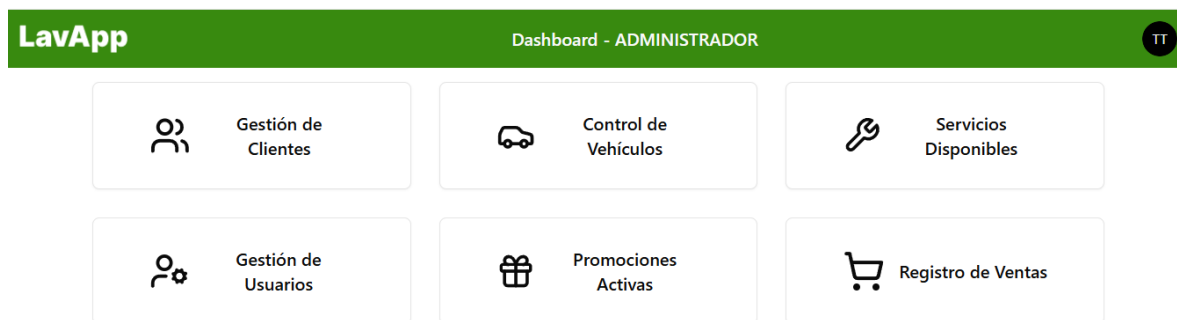 LavApp
Dashboard - ADMINISTRADOR
TT
Gestión de
Clientes
Control de
Vehículos
Servicios
Disponibles
Gestión de
Usuarios
Promociones
Activas
Registro de Ventas